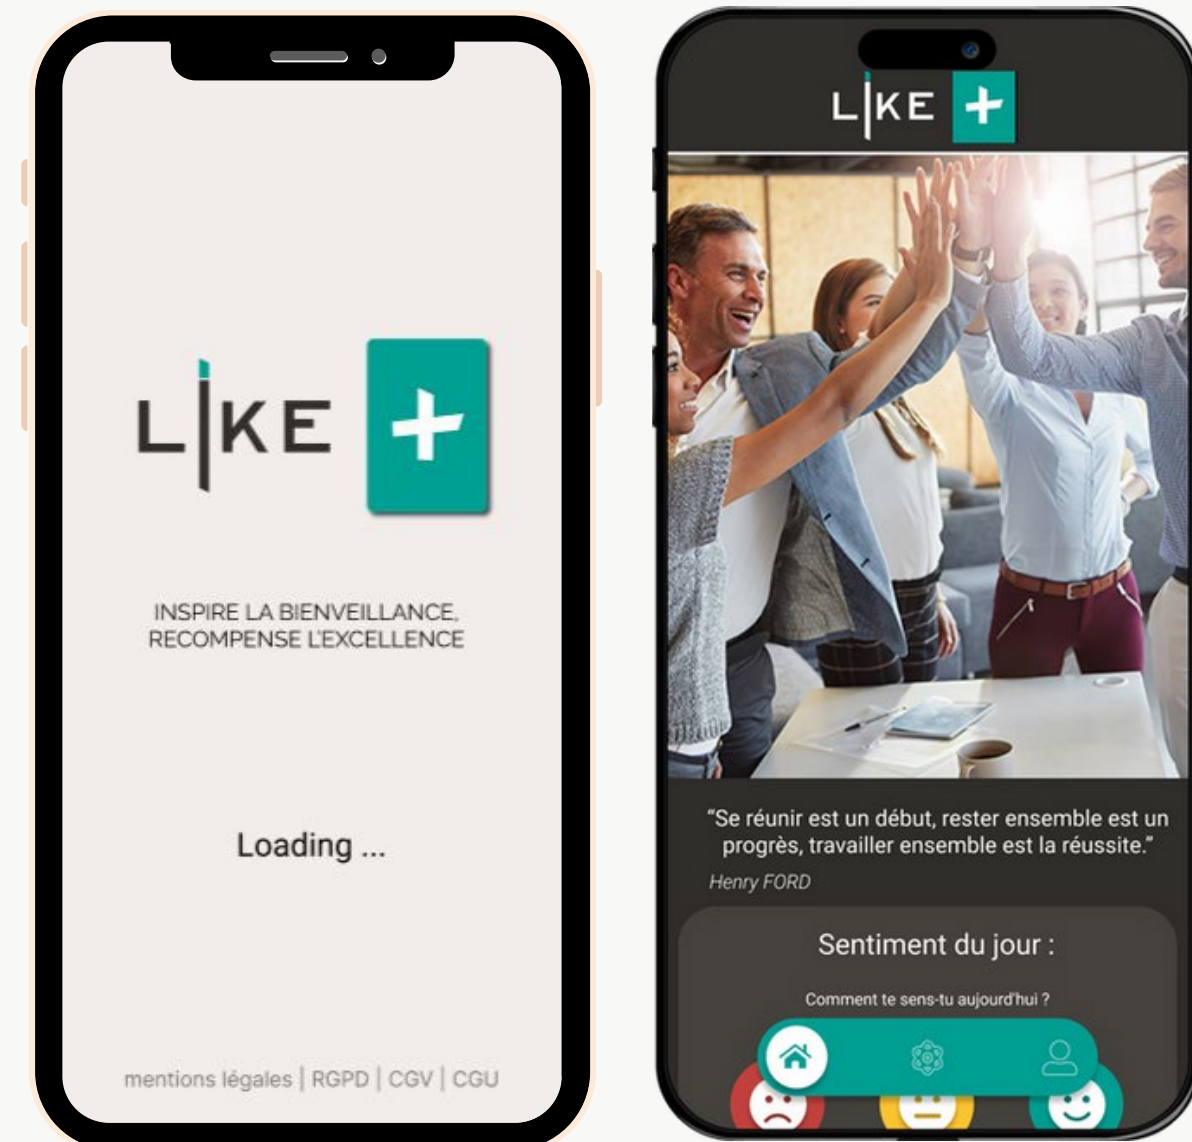 LIKE +
INSPIRE LA BIENVEILLANCE,
RECOMPENSE L'EXCELLENCE
Loading ...
mentions légales | RGPD | CGV | CGU
LIKE +
“Se réunir est un début, rester ensemble est un
progrès, travailler ensemble est la réussite.”
Henry FORD
Sentiment du jour :
Comment te sens-tu aujourd'hui ?